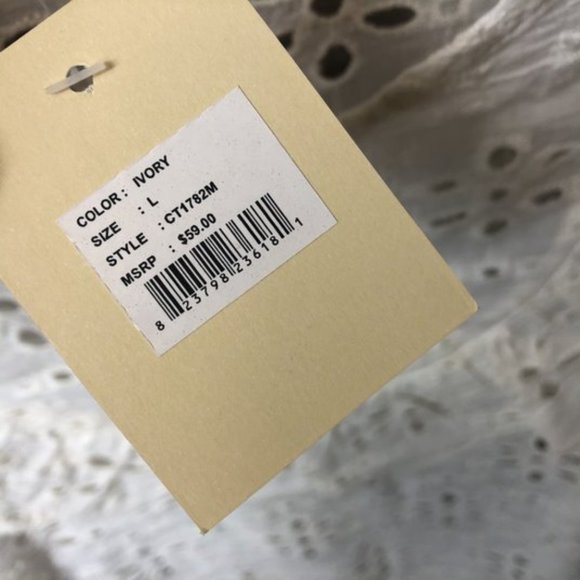 COLOR : IVORY
SIZE : L
STYLE : CT1782M
MSRP : $59.00
8 23798 23618 1